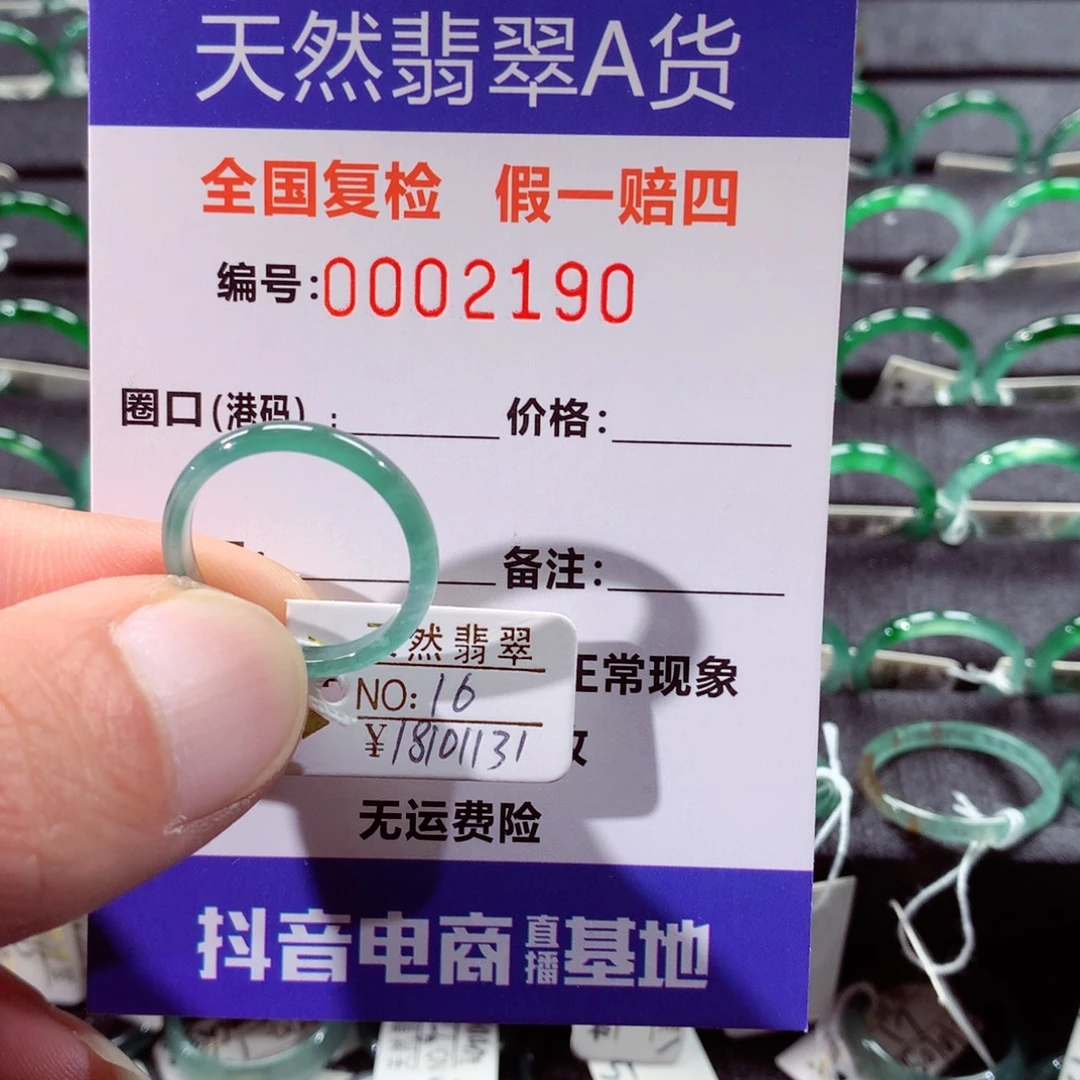 天然翡翠A货
全国复检 假一赔四
编号:0002190
圈口(港码):
价格:
备注:
天然翡翠
NO:16
¥18101131
正常现象
无运费险
抖音电商直播基地